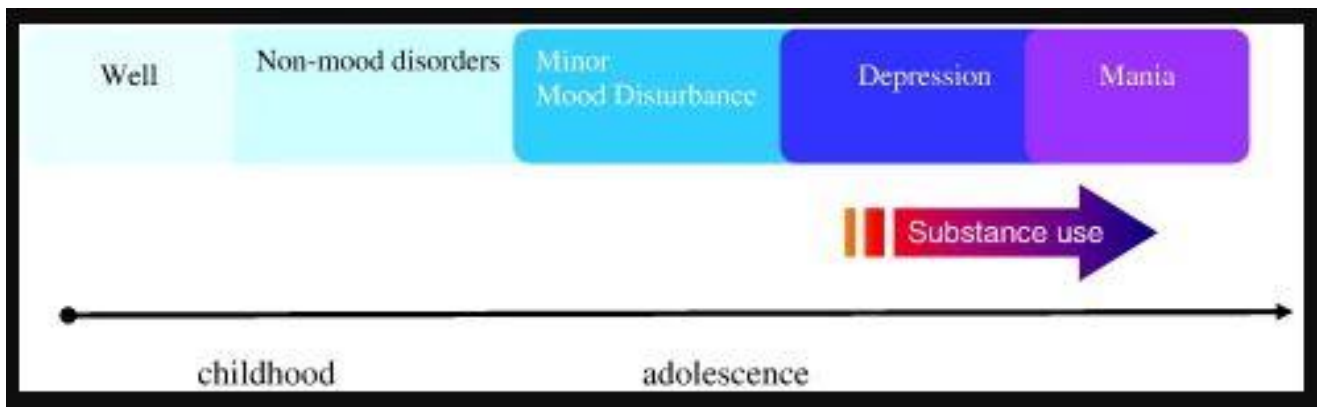 Well
Non-mood disorders
Minor
Mood Disturbance
Depression
Mania
Substance use
childhood
adolescence